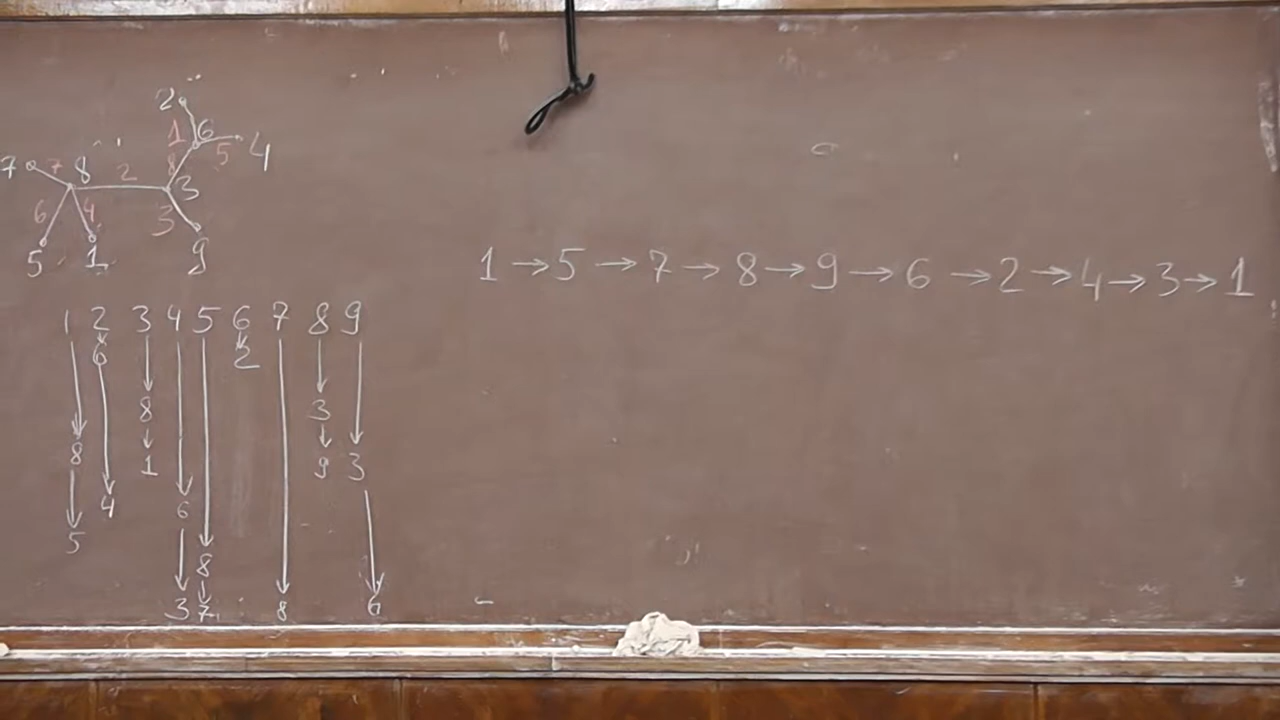 2
1 6 5 4
7 7 8 2 8
3
6 4 3
5 1 9
1 → 5 → 7 → 8 → 9 → 6 → 2 → 4 → 3 → 1
1 2 3 4 5 6 7 8 9
6 2
8 3
8 1 9 3
4 6
5 8
3 7 8 6